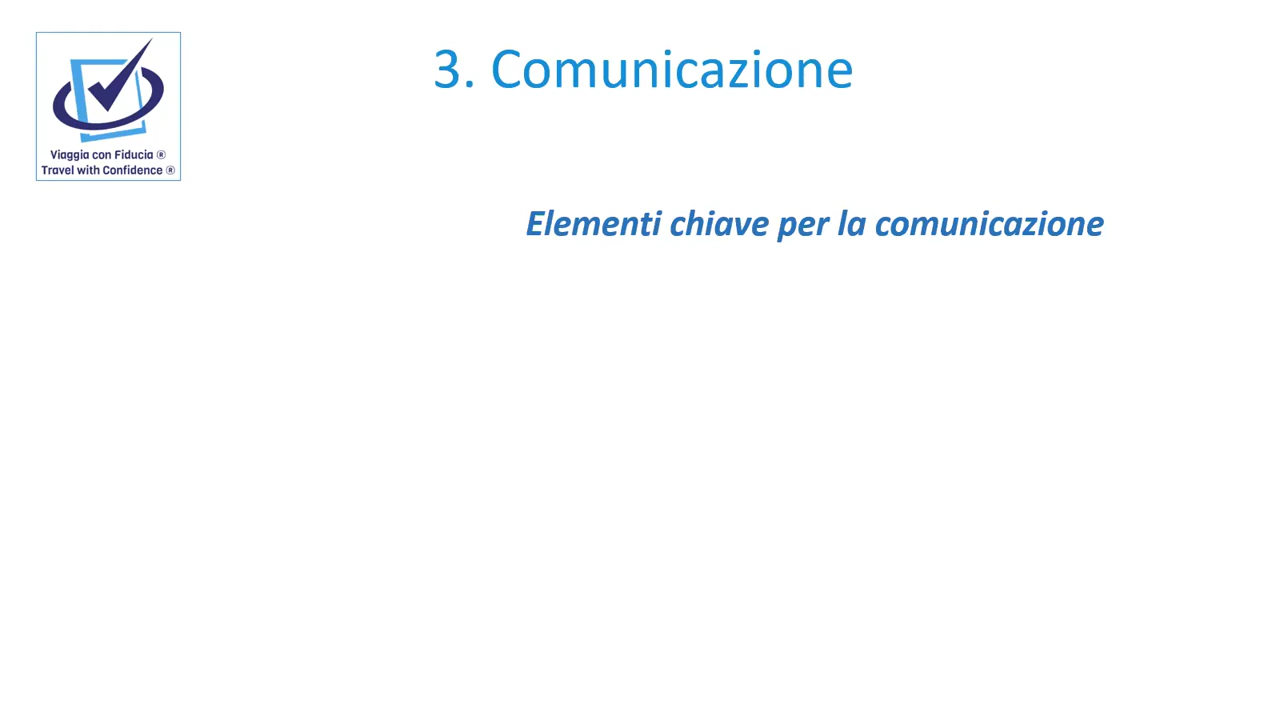 3. Comunicazione
Viaggia con Fiducia ®
Travel with Confidence ®
Elementi chiave per la comunicazione